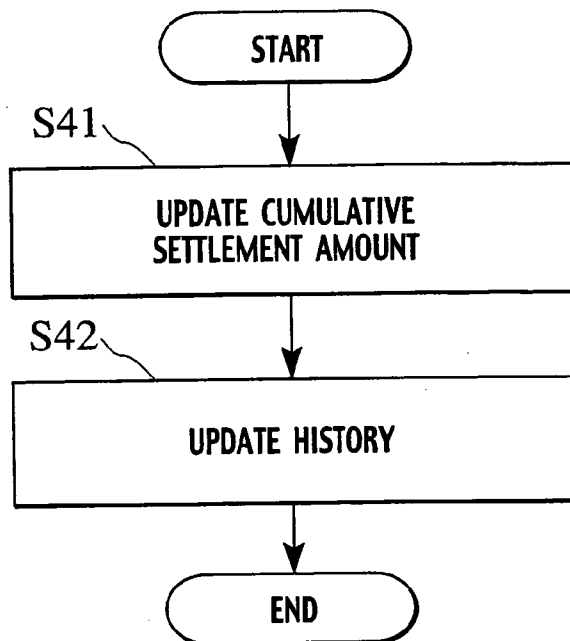 START
S41
UPDATE CUMULATIVE
SETTLEMENT AMOUNT
S42
UPDATE HISTORY
END